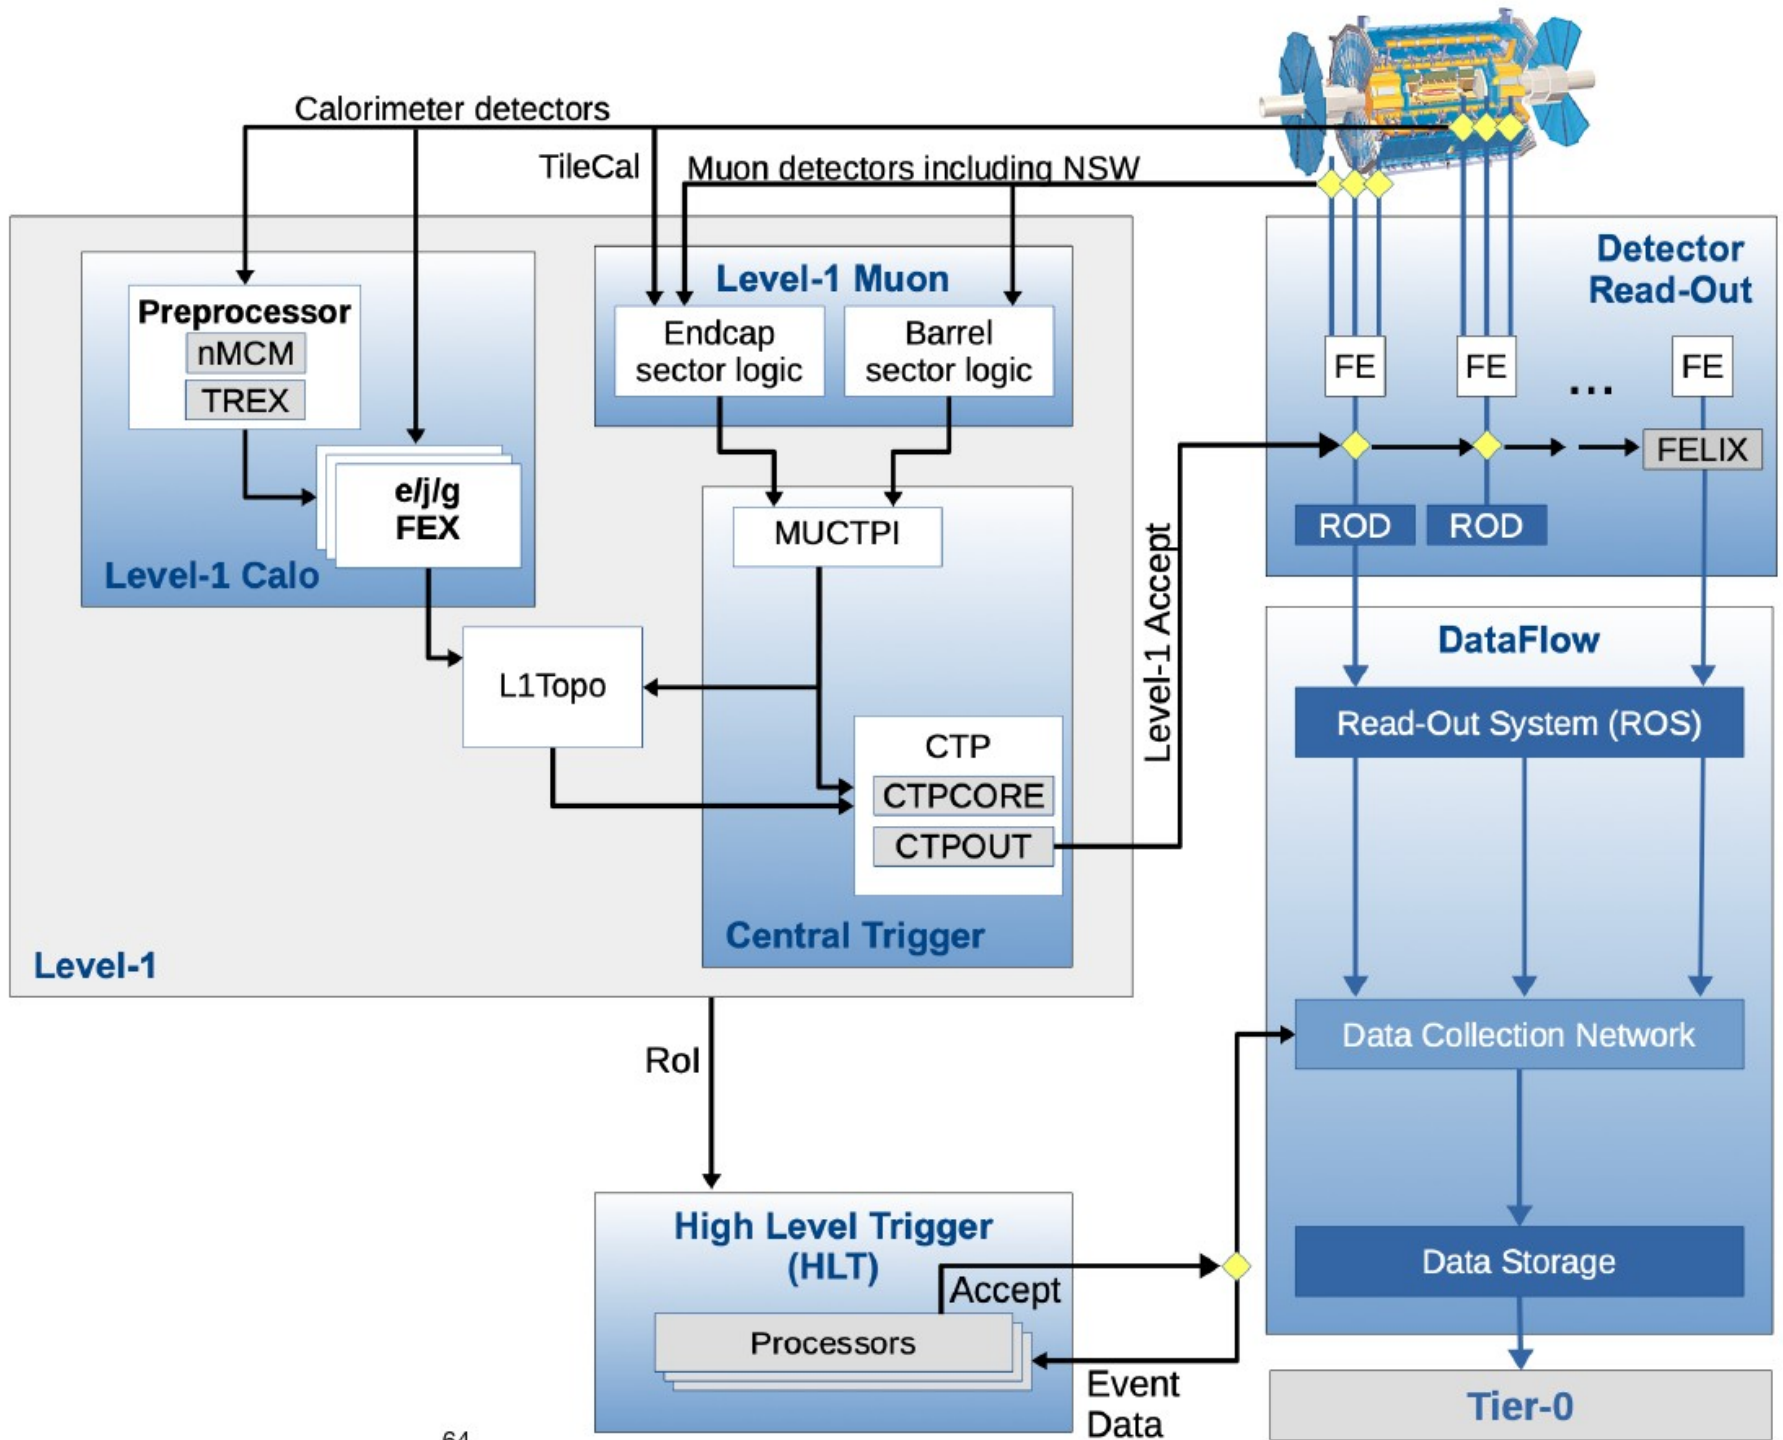 Calorimeter detectors
TileCal
Muon detectors including NSW
Detector
Read-Out
Level-1 Muon
Preprocessor
nMCM
TREX
Endcap
sector logic
Barrel
sector logic
FE
FE
...
FE
FELIX
e/j/g
FEX
Level-1 Calo
MUCTPI
ROD
ROD
Level-1 Accept
DataFlow
L1Topo
Read-Out System (ROS)
CTP
CTPCORE
CTPOUT
Central Trigger
Level-1
Data Collection Network
RoI
High Level Trigger
(HLT)
Accept
Processors
Data Storage
Event
Data
Tier-0
64